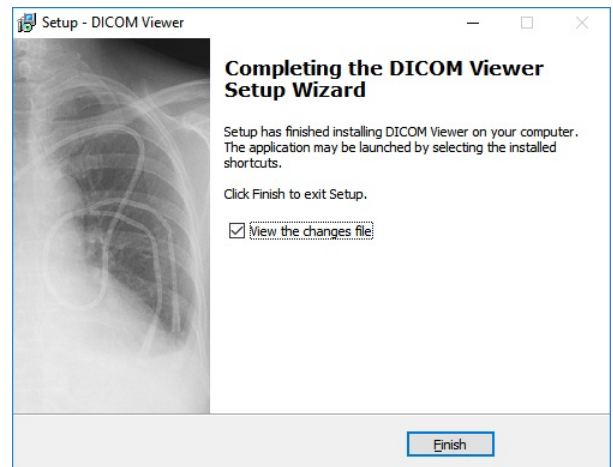 Setup - DICOM Viewer
Completing the DICOM Viewer
Setup Wizard
Setup has finished installing DICOM Viewer on your computer.
The application may be launched by selecting the installed
shortcuts.
Click Finish to exit Setup.
View the changes file
Finish